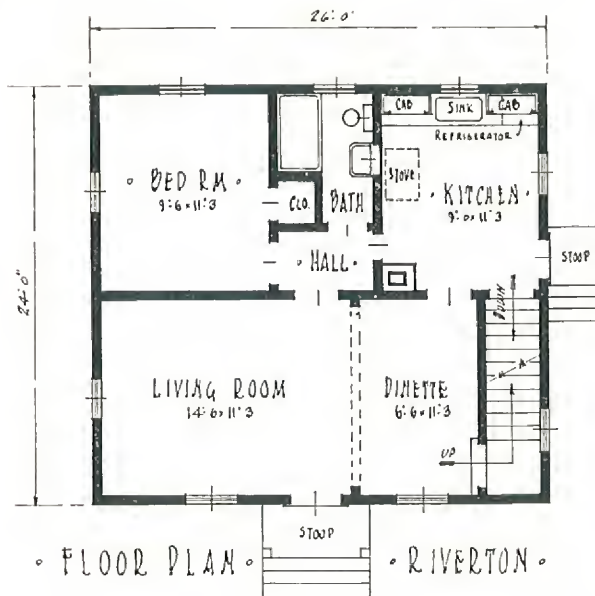 26'-0"
CAB
SINK
CAB
REFRIGERATOR
STOVE
BED RM
9'-6 x 11'-3
CLO.
BATH
KITCHEN
9'-0 x 11'-3
STOOP
HALL
24'-0"
DOWN
LIVING ROOM
14'-6 x 11'-3
DINETTE
6'-6 x 11'-3
UP
STOOP
• FLOOR PLAN •
• RIVERTON •